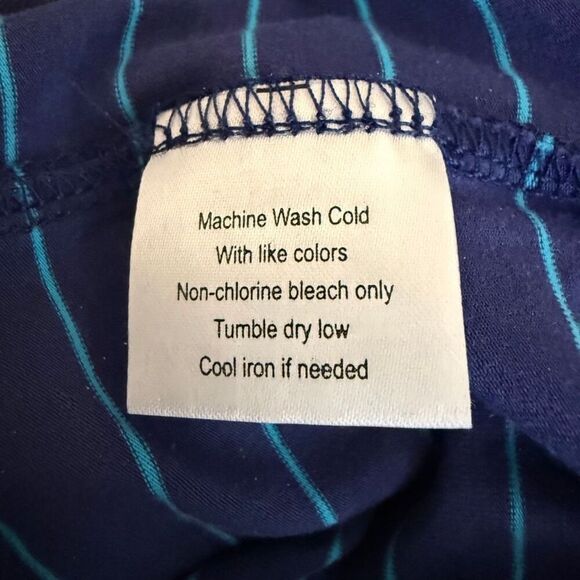 Machine Wash Cold
With like colors
Non-chlorine bleach only
Tumble dry low
Cool iron if needed